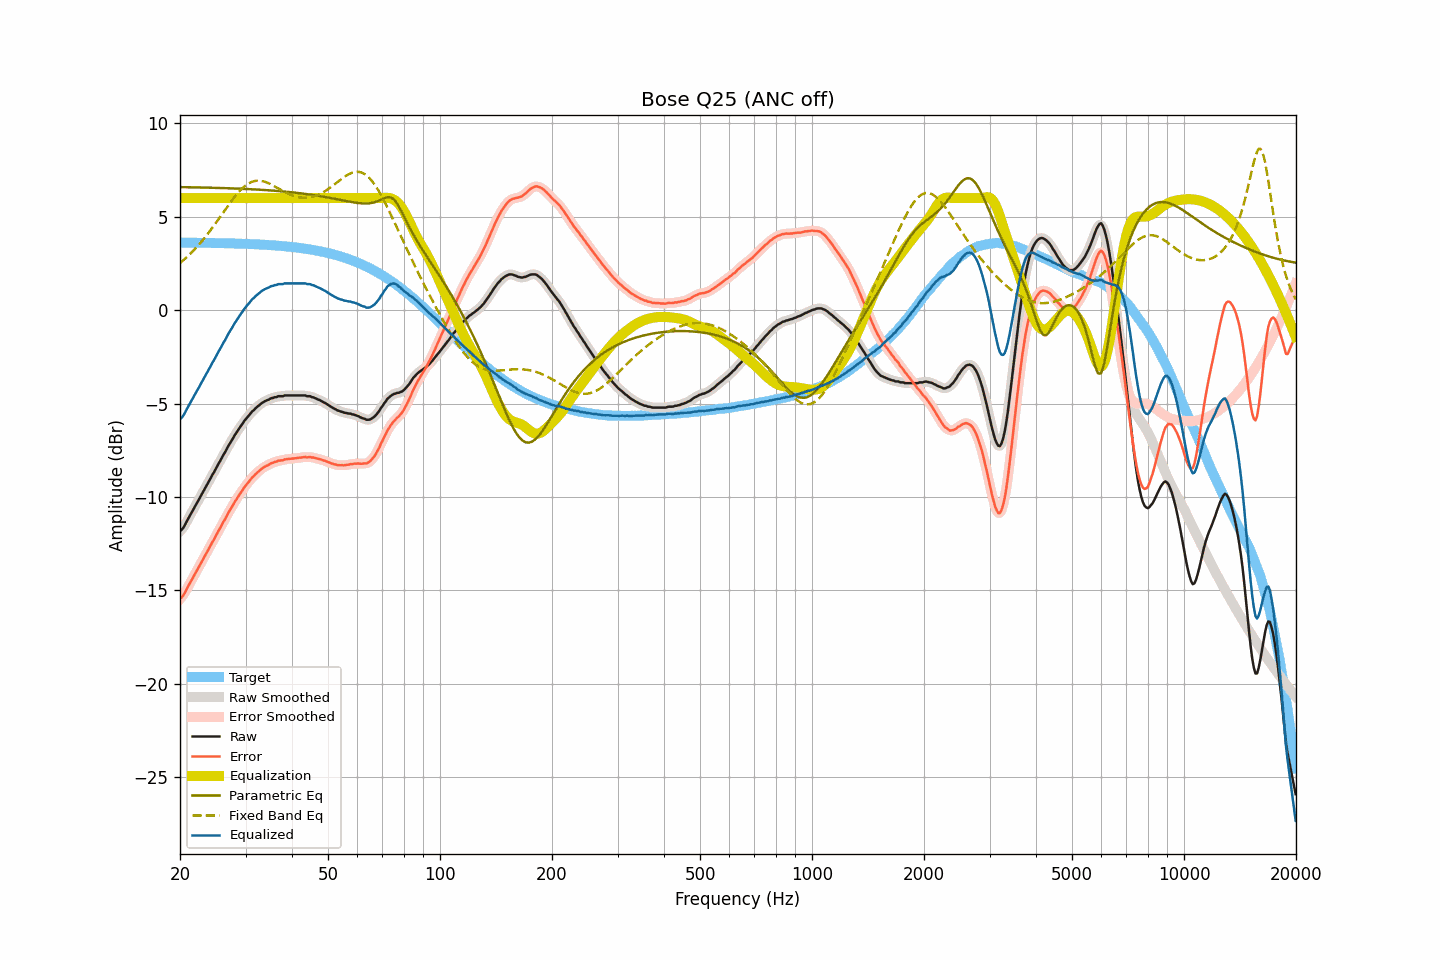 Bose Q25 (ANC off)
10
5
0
−5
−10
−15
−20
−25
Amplitude (dBr)
Target
Raw Smoothed
Error Smoothed
Raw
Error
Equalization
Parametric Eq
Fixed Band Eq
Equalized
20 50 100 200 500 1000 2000 5000 10000 20000
Frequency (Hz)